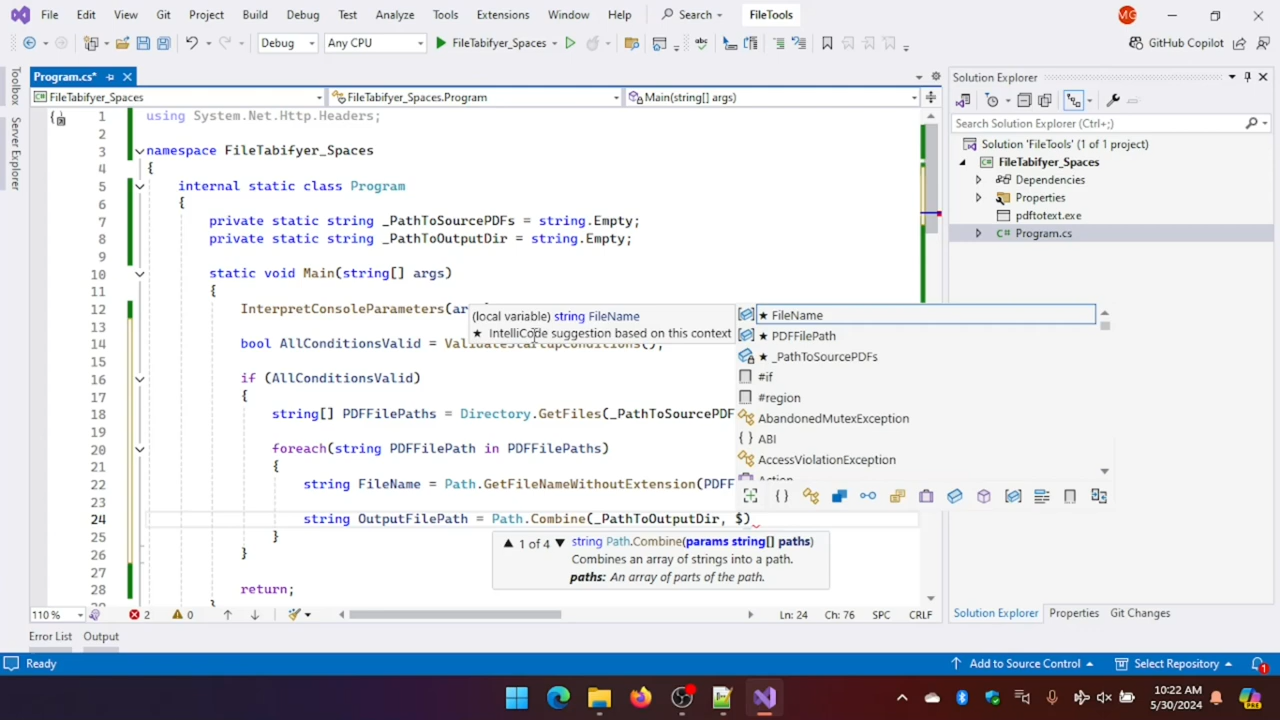 File Edit View Git Project Build Debug Test Analyze Tools Extensions Window Help Search FileTools MG
Debug Any CPU FileTabifyer_Spaces GitHub Copilot
Program.cs*
FileTabifyer_Spaces FileTabifyer_Spaces.Program Main(string[] args)
Toolbox
Server Explorer
1 using System.Net.Http.Headers;
2
3 namespace FileTabifyer_Spaces
4 {
5 internal static class Program
6 {
7 private static string _PathToSourcePDFs = string.Empty;
8 private static string _PathToOutputDir = string.Empty;
9
10 static void Main(string[] args)
11 {
12 InterpretConsoleParameters(
13
14 bool AllConditionsValid = ValidateStartupConditions();
15
16 if (AllConditionsValid)
17 {
18 string[] PDFFilePaths = Directory.GetFiles(_PathToSourcePDF
19
20 foreach(string PDFFilePath in PDFFilePaths)
21 {
22 string FileName = Path.GetFileNameWithoutExtension(PDFF
23
24 string OutputFilePath = Path.Combine(_PathToOutputDir, $)
25 }
26 }
27
28 return;
(local variable) string FileName
★ IntelliCode suggestion based on this context
★ FileName
★ PDFFilePath
★ _PathToSourcePDFs
#if
#region
AbandonedMutexException
{ } ABI
AccessViolationException
▲ 1 of 4 ▼ string Path.Combine(params string[] paths)
Combines an array of strings into a path.
paths: An array of parts of the path.
Solution Explorer
Search Solution Explorer (Ctrl+;)
Solution 'FileTools' (1 of 1 project)
FileTabifyer_Spaces
Dependencies
Properties
pdftotext.exe
Program.cs
110 % 2 0 Ln: 24 Ch: 76 SPC CRLF
Solution Explorer Properties Git Changes
Error List Output
Ready Add to Source Control Select Repository 1
10:22 AM
5/30/2024
PRE